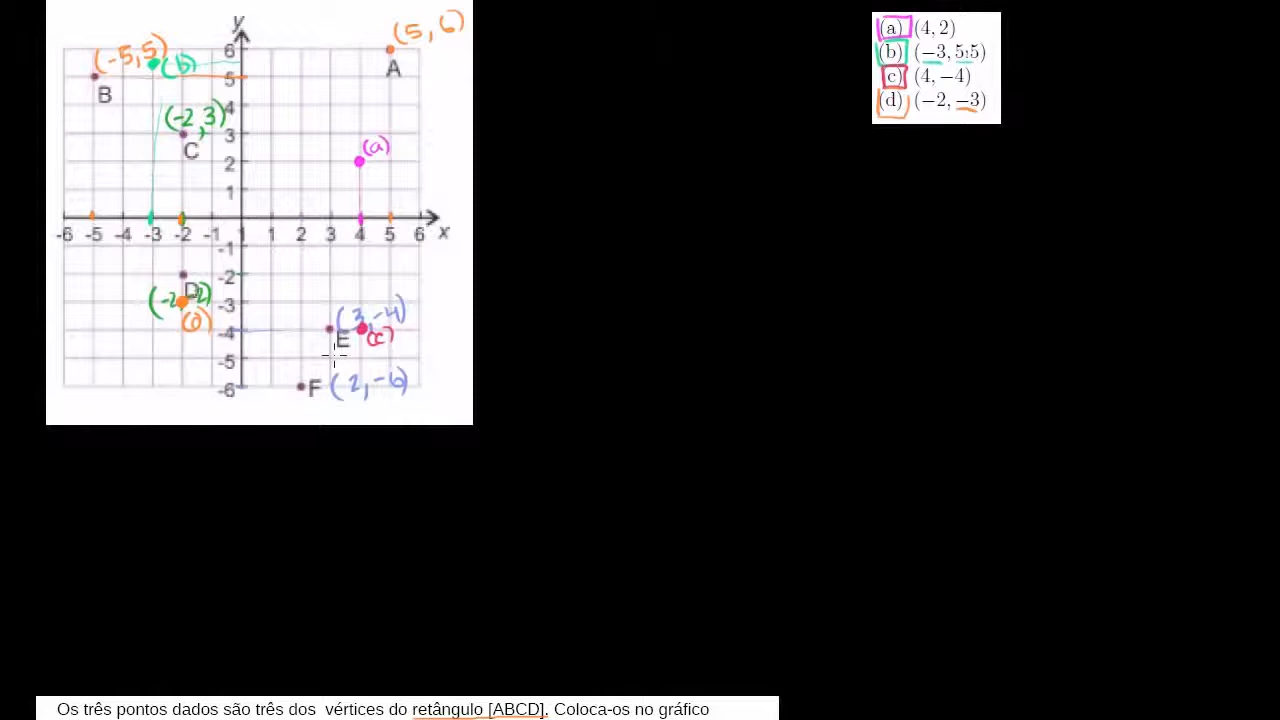 y
(5, 6)
A
(-5,5)
(b)
B
(-2,3)
C
(a)
6
5
4
3
2
1
-6 -5 -4 -3 -2 -1 1 2 3 4 5 6 x
-1
-2
-3
-4
-5
-6
D
(-2,-2)
(d)
(3,-4)
E
(c)
F
(2,-6)
(a) (4, 2)
(b) (−3, 5;5)
c) (4, −4)
(d) (−2, −3)
Os três pontos dados são três dos vértices do retângulo [ABCD]. Coloca-os no gráfico